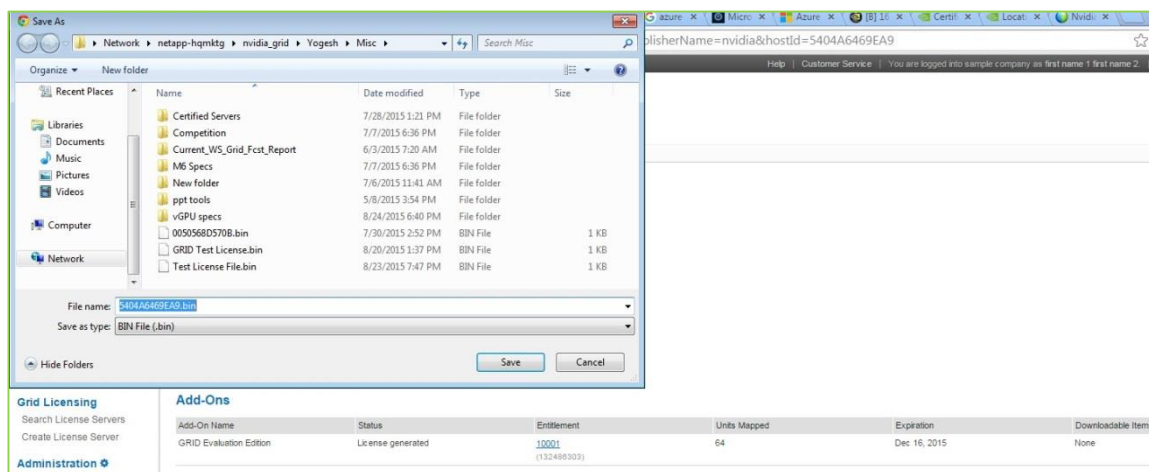 Save As
Network ▸ netapp-hqmktg ▸ nvidia_grid ▸ Yogesh ▸ Misc ▸
Search Misc
Organize
New folder
Recent Places
Libraries
Documents
Music
Pictures
Videos
Computer
Network
Name Date modified Type Size
Certified Servers 7/28/2015 1:21 PM File folder
Competition 7/7/2015 6:36 PM File folder
Current_WS_Grid_Fcst_Report 6/3/2015 7:20 AM File folder
M6 Specs 7/7/2015 6:36 PM File folder
New folder 7/6/2015 11:41 AM File folder
ppt tools 5/8/2015 3:54 PM File folder
vGPU specs 8/24/2015 6:40 PM File folder
0050568D570B.bin 7/30/2015 2:52 PM BIN File 1 KB
GRID Test License.bin 8/20/2015 1:37 PM BIN File 1 KB
Test License File.bin 8/23/2015 7:47 PM BIN File 1 KB
File name: 5404A6469EA9.bin
Save as type: BIN File (.bin)
Hide Folders
Save
Cancel
azure Micro Azure [B] 16 Certifi Locati Nvidi
blisherName=nvidia&hostId=5404A6469EA9
Help | Customer Service | You are logged into sample company as first name 1 first name 2.
Grid Licensing
Search License Servers
Create License Server
Administration
Add-Ons
Add-On Name Status Entitlement Units Mapped Expiration Downloadable Item
GRID Evaluation Edition License generated 10001 64 Dec 16, 2015 None
(132486303)